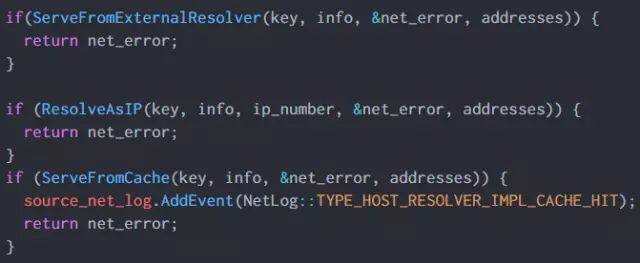 if(ServeFromExternalResolver(key, info, &net_error, addresses)) {
  return net_error;
}
if (ResolveAsIP(key, info, ip_number, &net_error, addresses)) {
  return net_error;
}
if (ServeFromCache(key, info, &net_error, addresses)) {
  source_net_log.AddEvent(NetLog::TYPE_HOST_RESOLVER_IMPL_CACHE_HIT);
  return net_error;
}